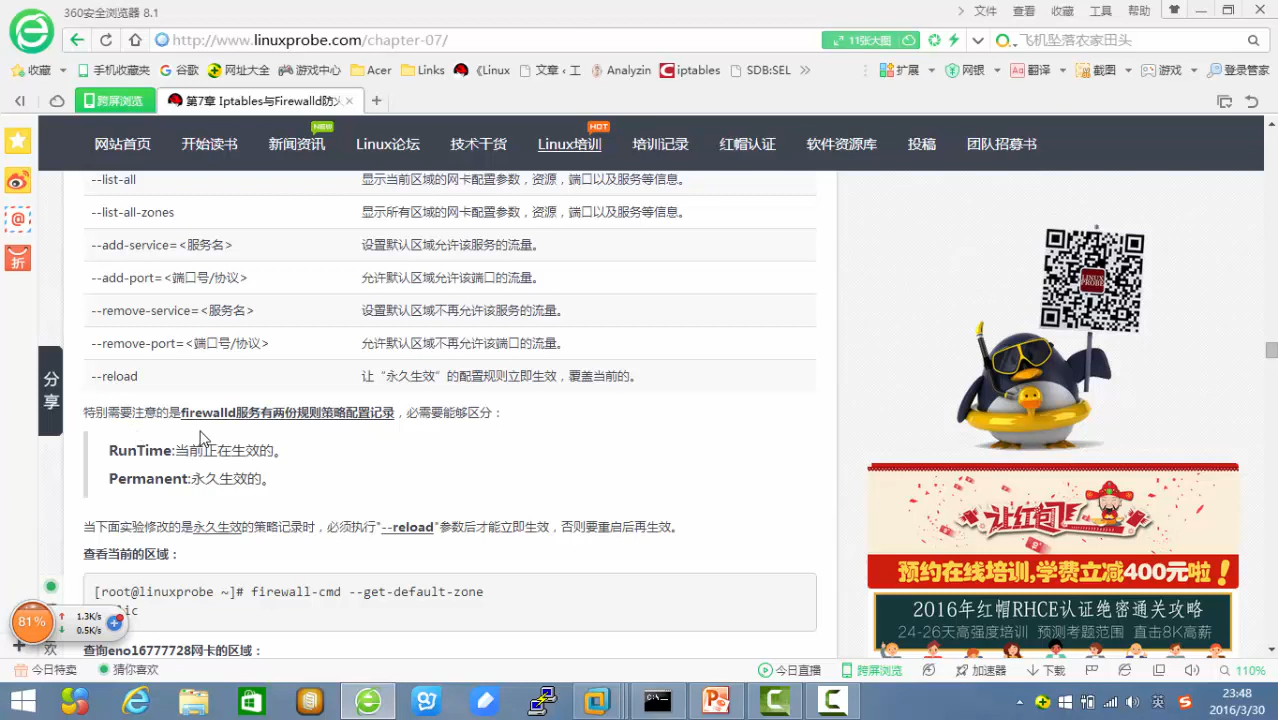 360安全浏览器 8.1
文件 查看 收藏 工具 帮助
http://www.linuxprobe.com/chapter-07/
11张大图
飞机坠落农家田头
收藏 手机收藏夹 谷歌 网址大全 游戏中心 Acer Links 《Linux 文章‹ 工 Analyzin iptables SDB:SEL
扩展 网银 翻译 截图 游戏 登录管家
跨屏浏览 第7章 Iptables与Firewalld防火
NEW
HOT
网站首页 开始读书 新闻资讯 Linux论坛 技术干货 Linux培训 培训记录 红帽认证 软件资源库 投稿 团队招募书
--list-all 显示当前区域的网卡配置参数，资源，端口以及服务等信息。
--list-all-zones 显示所有区域的网卡配置参数，资源，端口以及服务等信息。
--add-service=<服务名> 设置默认区域允许该服务的流量。
--add-port=<端口号/协议> 允许默认区域允许该端口的流量。
--remove-service=<服务名> 设置默认区域不再允许该服务的流量。
--remove-port=<端口号/协议> 允许默认区域不再允许该端口的流量。
--reload 让“永久生效”的配置规则立即生效，覆盖当前的。
特别需要注意的是firewalld服务有两份规则策略配置记录，必需要能够区分：
RunTime:当前正在生效的。
Permanent:永久生效的。
当下面实验修改的是永久生效的策略记录时，必须执行"--reload"参数后才能立即生效，否则要重启后再生效。
查看当前的区域：
[root@linuxprobe ~]# firewall-cmd --get-default-zone
lic
查询eno16777728网卡的区域：
折
分享
81%
1.3K/s
0.5K/s
欢
LINUX PROBE
让红包飞
预约在线培训,学费立减400元啦！
2016年红帽RHCE认证绝密通关攻略
24-26天高强度培训 预测考题范围 直击8K高薪
今日特卖 猜你喜欢
今日直播 跨屏浏览 加速器 下载 110%
英
23:48
2016/3/30